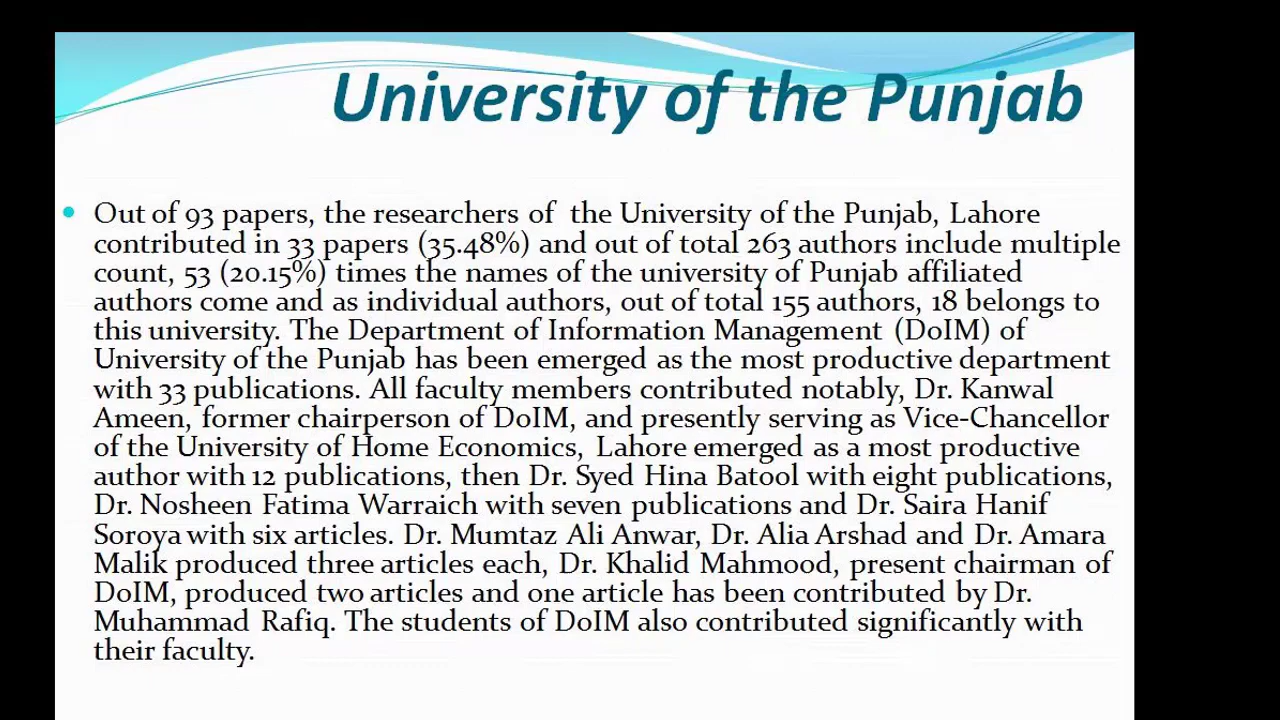 University of the Punjab
• Out of 93 papers, the researchers of the University of the Punjab, Lahore
contributed in 33 papers (35.48%) and out of total 263 authors include multiple
count, 53 (20.15%) times the names of the university of Punjab affiliated
authors come and as individual authors, out of total 155 authors, 18 belongs to
this university. The Department of Information Management (DoIM) of
University of the Punjab has been emerged as the most productive department
with 33 publications. All faculty members contributed notably, Dr. Kanwal
Ameen, former chairperson of DoIM, and presently serving as Vice-Chancellor
of the University of Home Economics, Lahore emerged as a most productive
author with 12 publications, then Dr. Syed Hina Batool with eight publications,
Dr. Nosheen Fatima Warraich with seven publications and Dr. Saira Hanif
Soroya with six articles. Dr. Mumtaz Ali Anwar, Dr. Alia Arshad and Dr. Amara
Malik produced three articles each, Dr. Khalid Mahmood, present chairman of
DoIM, produced two articles and one article has been contributed by Dr.
Muhammad Rafiq. The students of DoIM also contributed significantly with
their faculty.